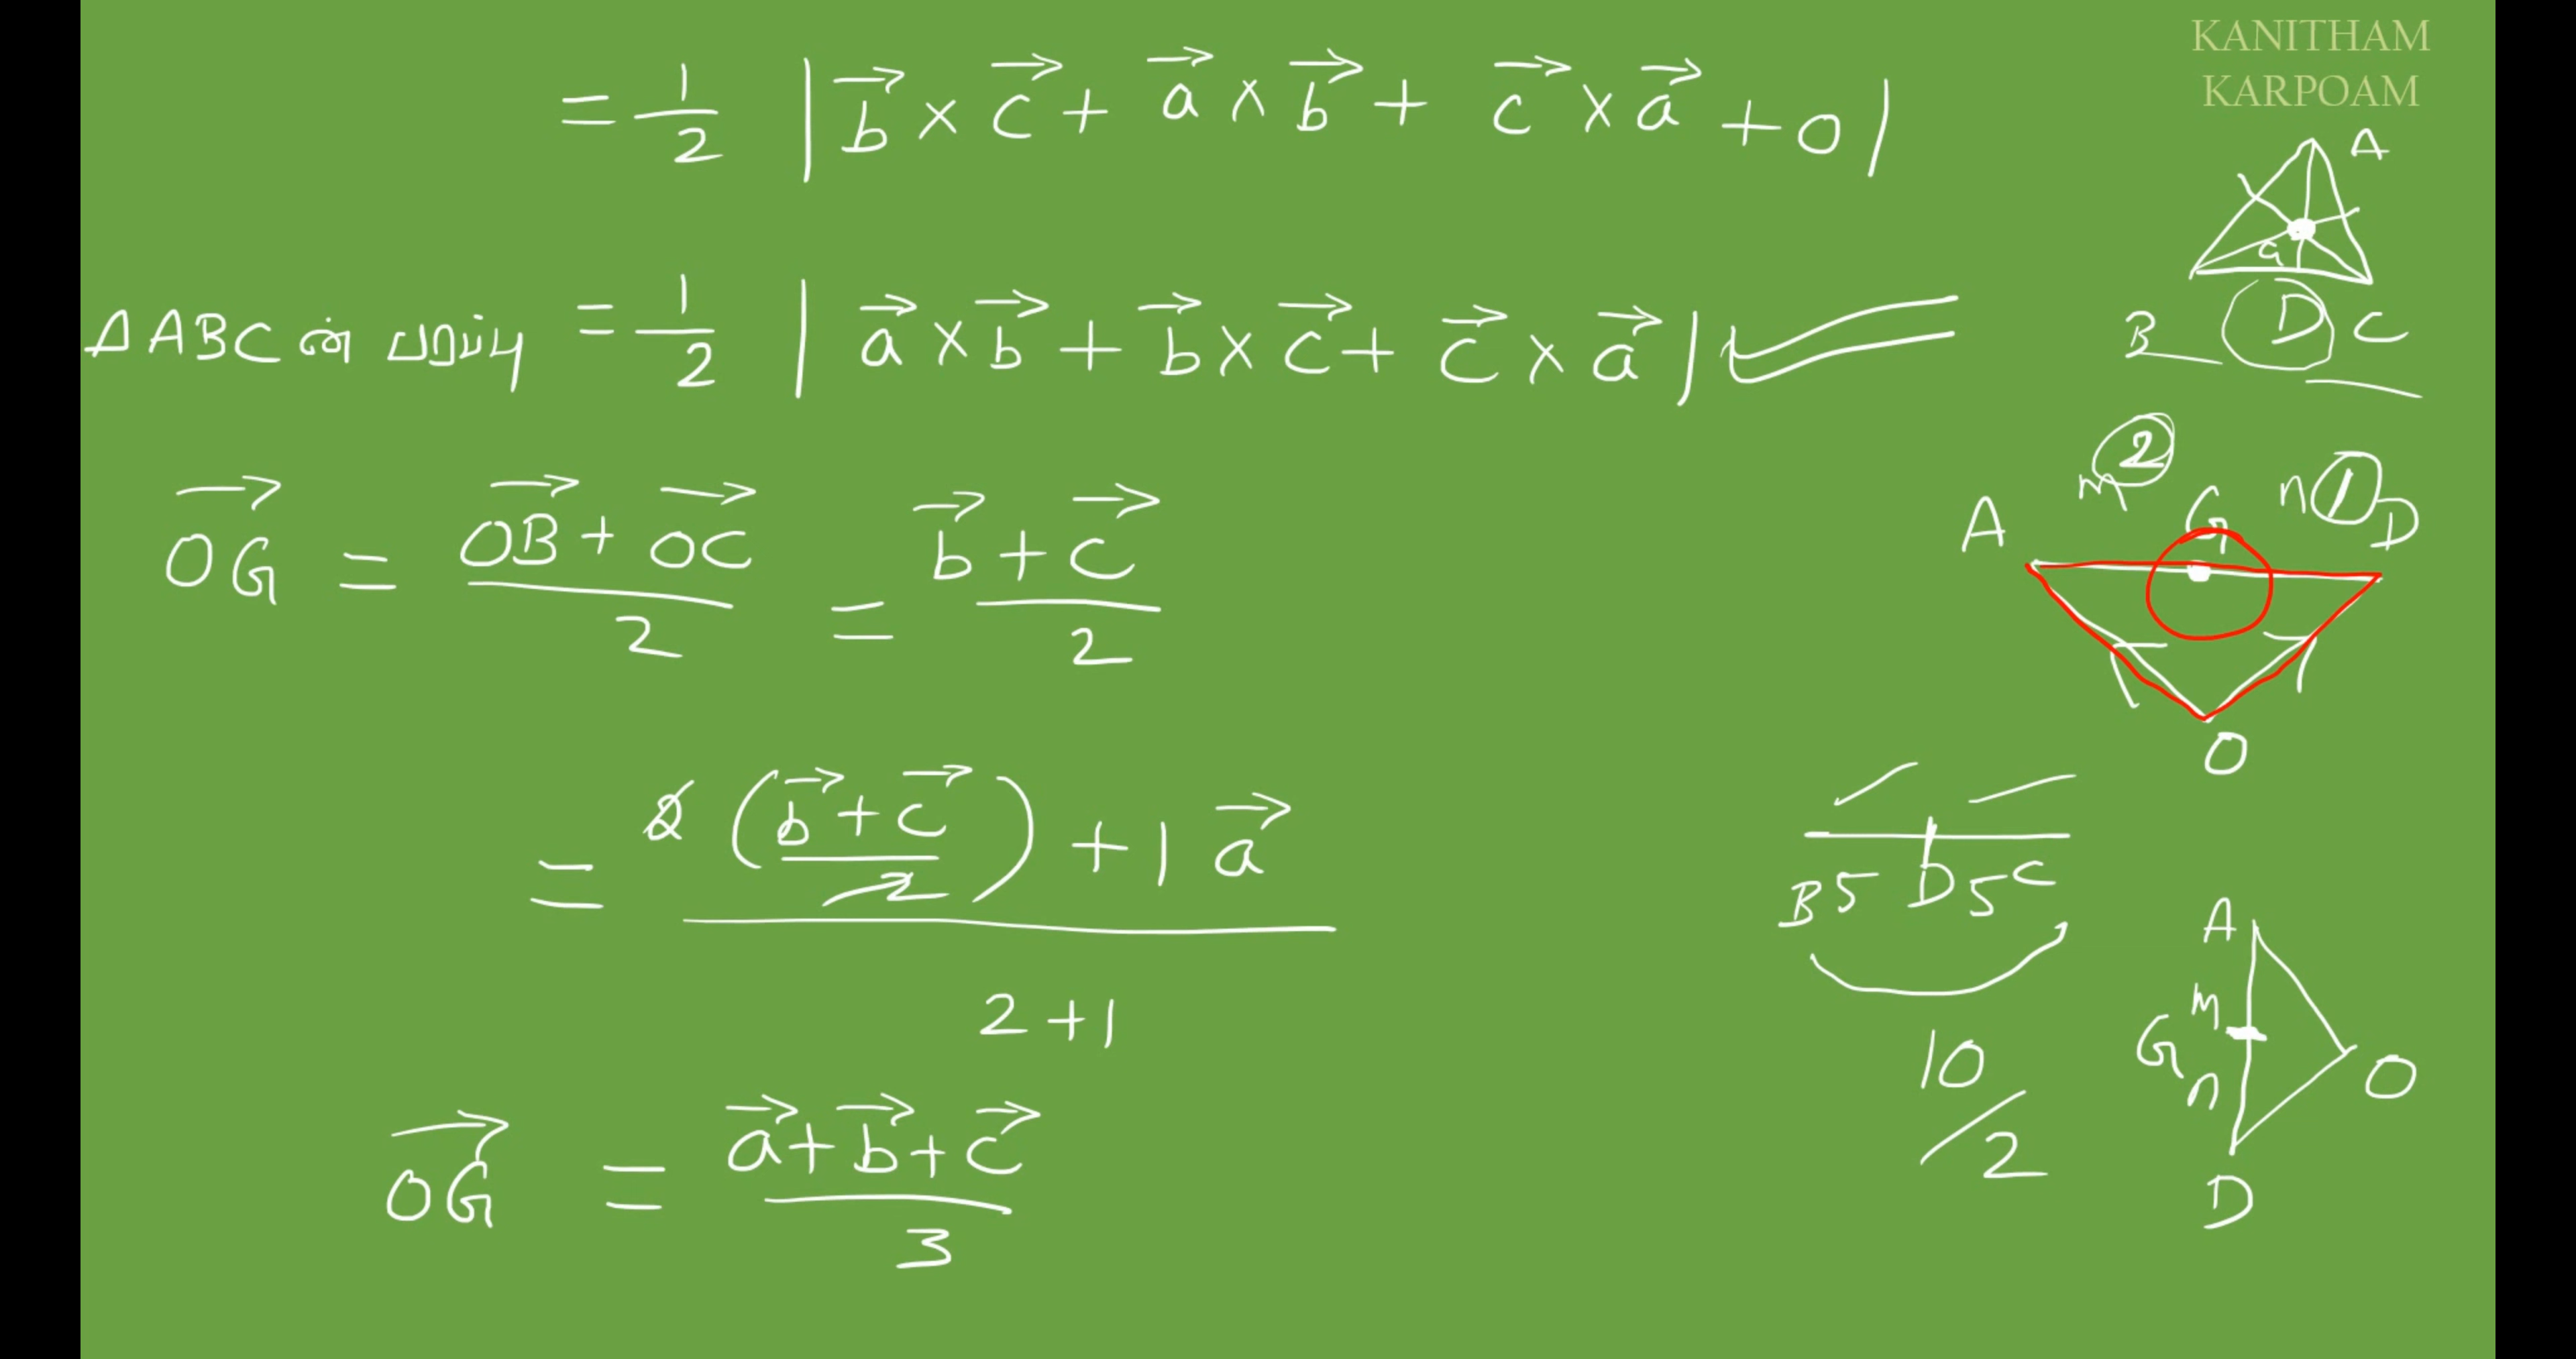 KANITHAM
KARPOAM
= 1/2 | b⃗ × c⃗ + a⃗ × b⃗ + c⃗ × a⃗ + 0 |
ΔABC ன் பரப்பு = 1/2 | a⃗ × b⃗ + b⃗ × c⃗ + c⃗ × a⃗ |
A
G
B D C
OG⃗ = (OB⃗ + OC⃗)/2 = (b⃗ + c⃗)/2
m 2 n 1
A G D
O
= (2 ((b⃗ + c⃗)/2) + 1 a⃗)/(2+1)
B 5 D 5 C
10/2
A
m
G
n
O
D
OG⃗ = (a⃗ + b⃗ + c⃗)/3